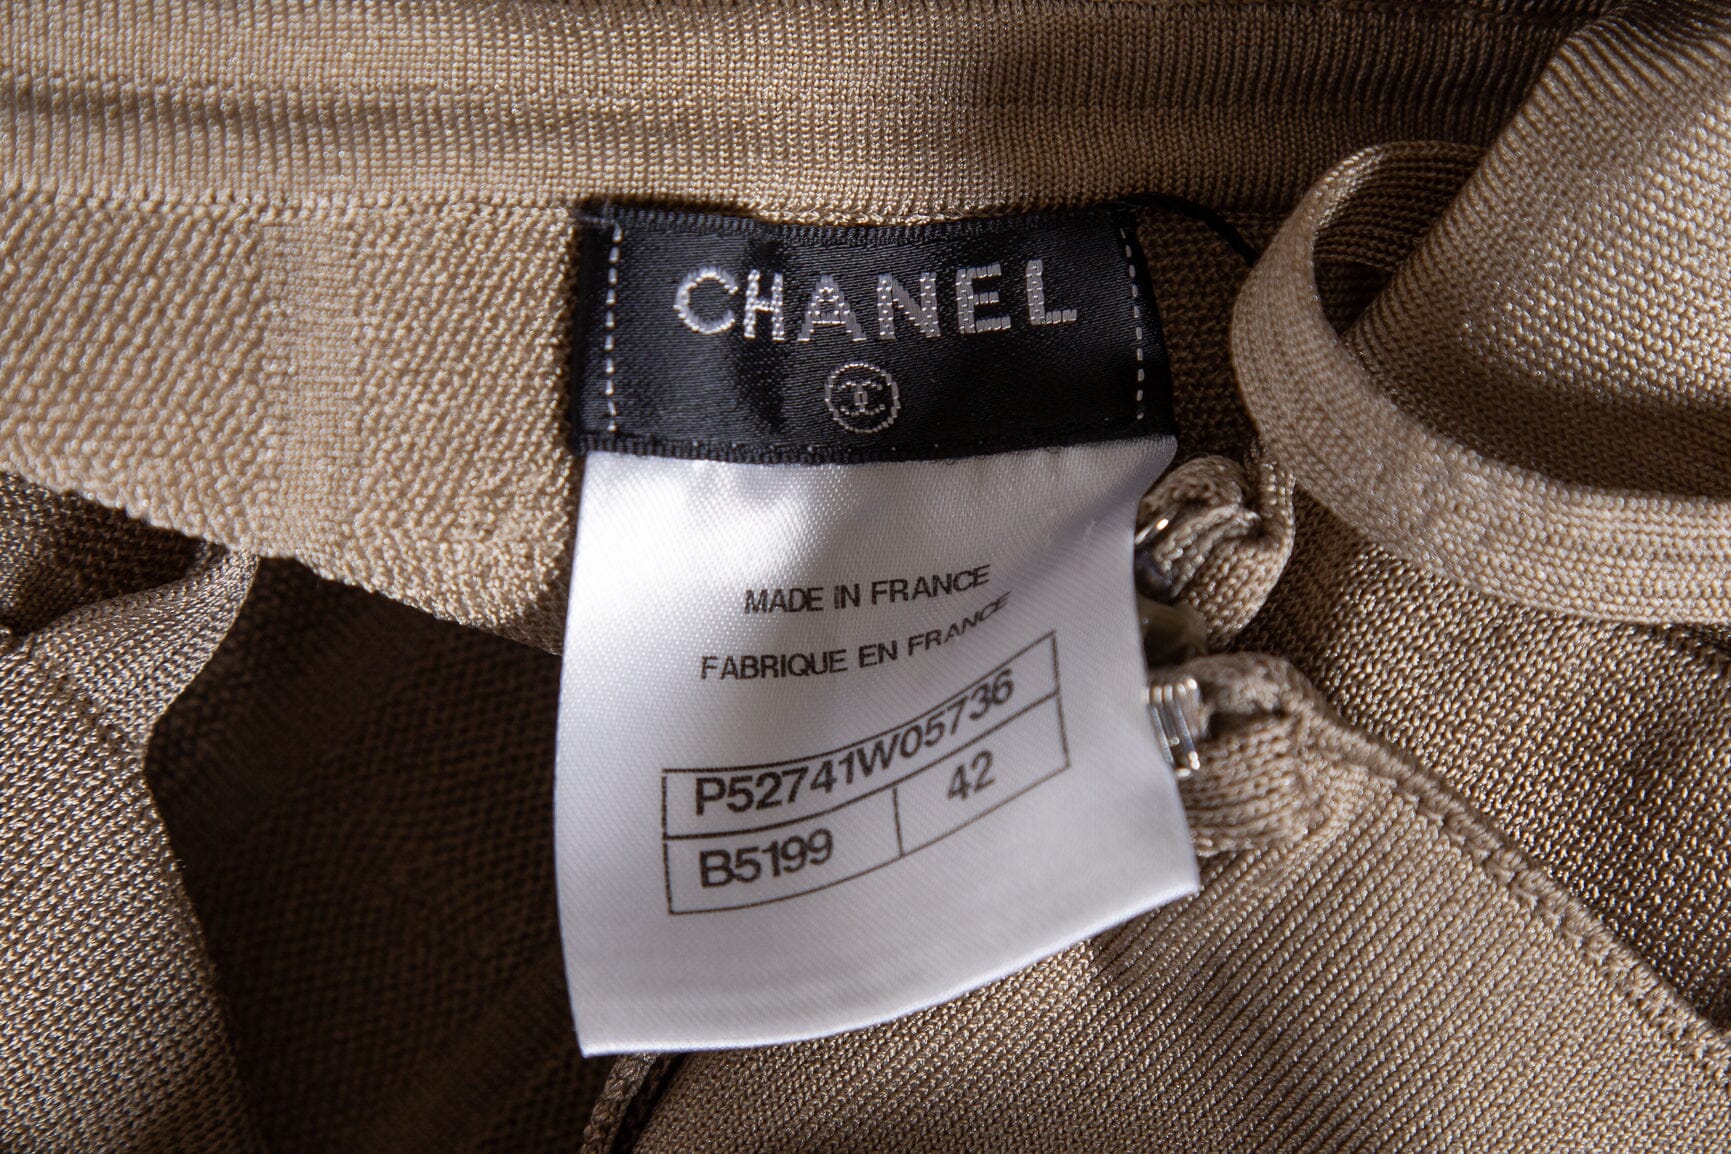 CHANEL
MADE IN FRANCE
FABRIQUE EN FRANCE
P52741W05736
B5199 42